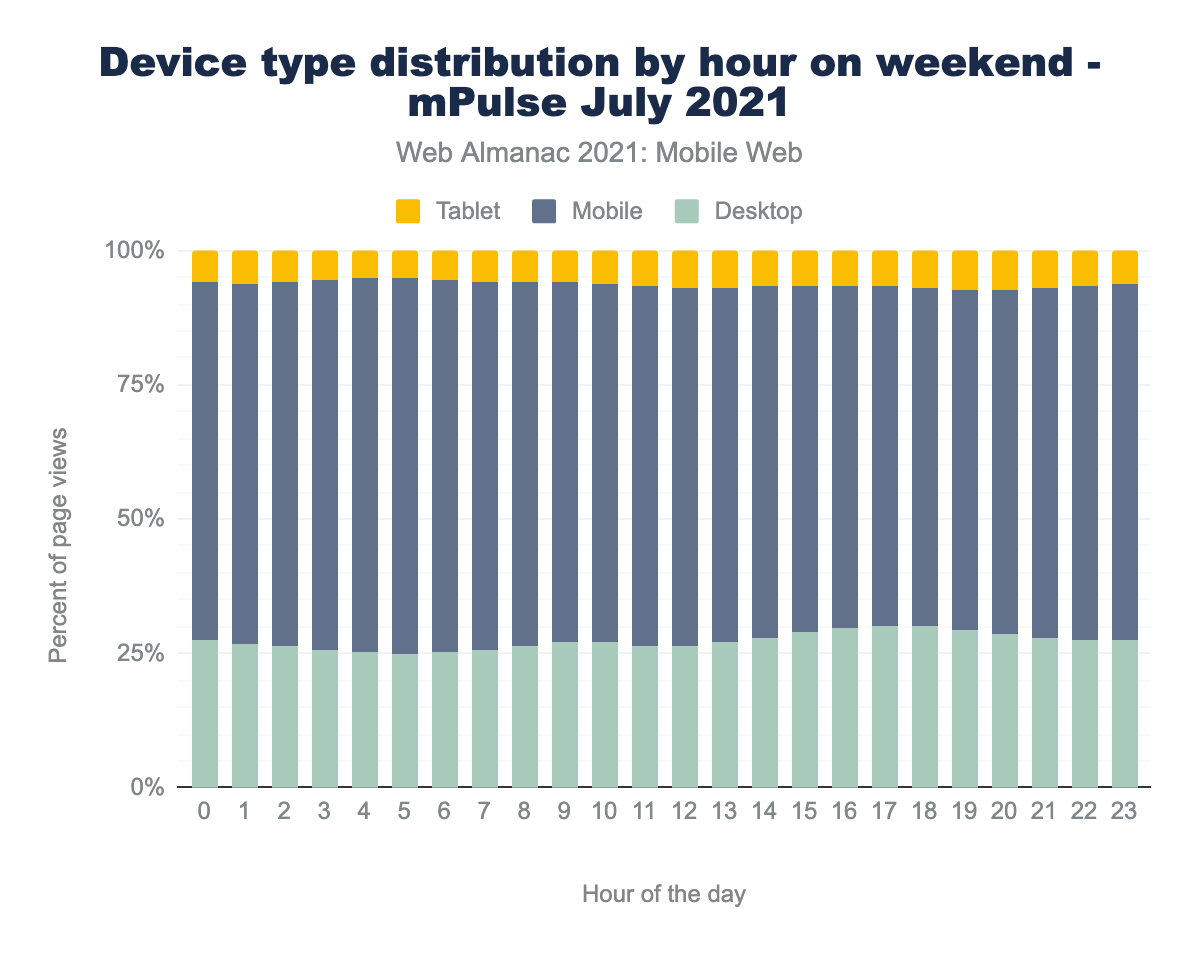 Device type distribution by hour on weekend -
mPulse July 2021
Web Almanac 2021: Mobile Web
Tablet Mobile Desktop
100%
75%
50%
25%
0%
Percent of page views
0 1 2 3 4 5 6 7 8 9 10 11 12 13 14 15 16 17 18 19 20 21 22 23
Hour of the day